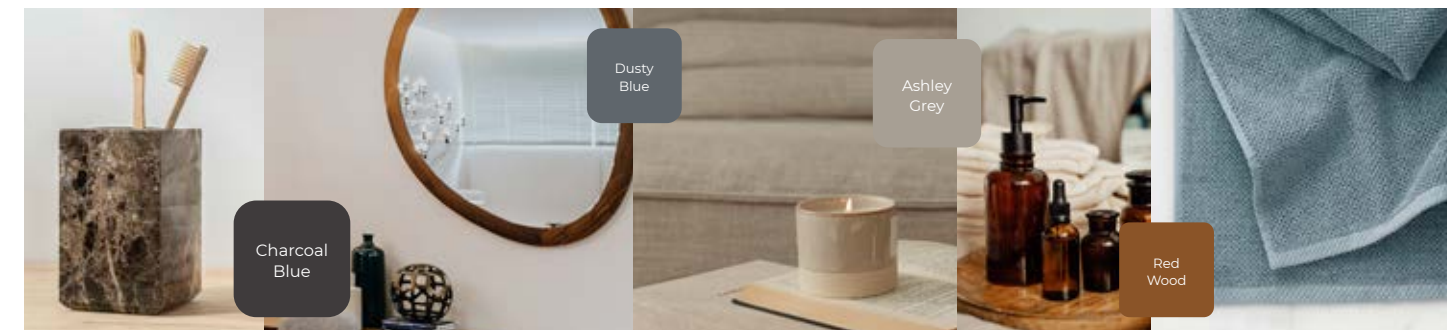 Charcoal
Blue
Dusty
Blue
Ashley
Grey
Red
Wood